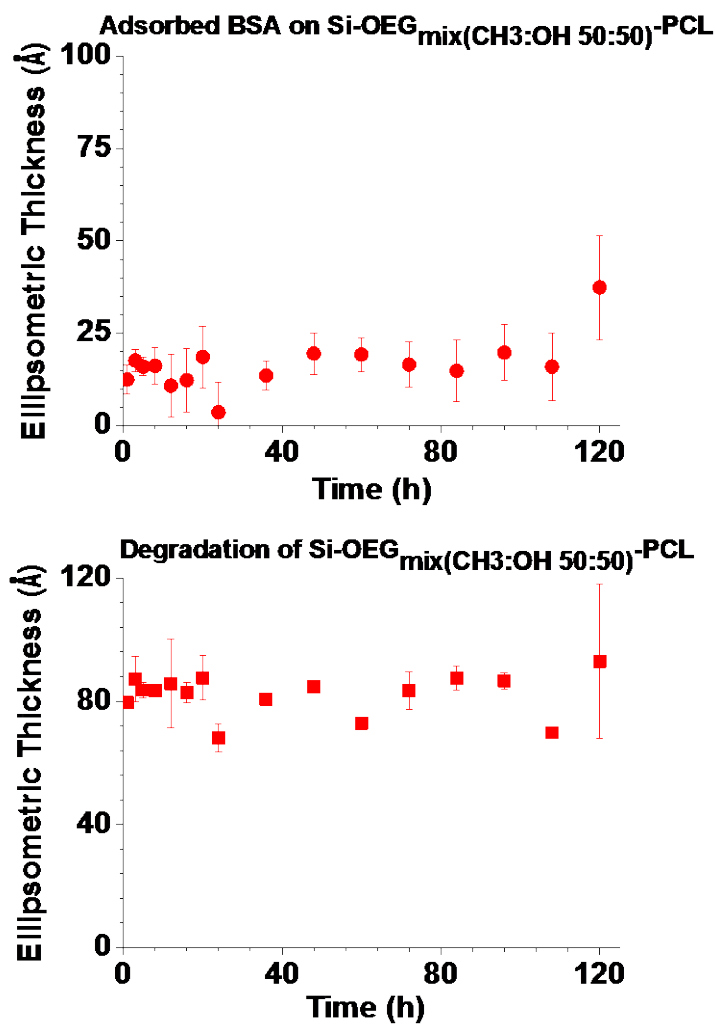 Adsorbed BSA on Si-OEGmix(CH3:OH 50:50)-PCL
Ellipsometric Thickness (Å)
100
75
50
25
0
0 40 80 120
Time (h)
Degradation of Si-OEGmix(CH3:OH 50:50)-PCL
Ellipsometric Thickness (Å)
120
80
40
0
0 40 80 120
Time (h)